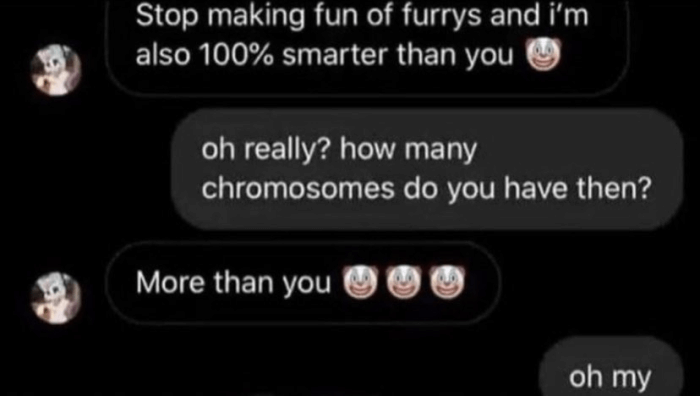 Stop making fun of furrys and i'm
also 100% smarter than you 🤡
oh really? how many
chromosomes do you have then?
More than you 🤡 🤡 🤡
oh my